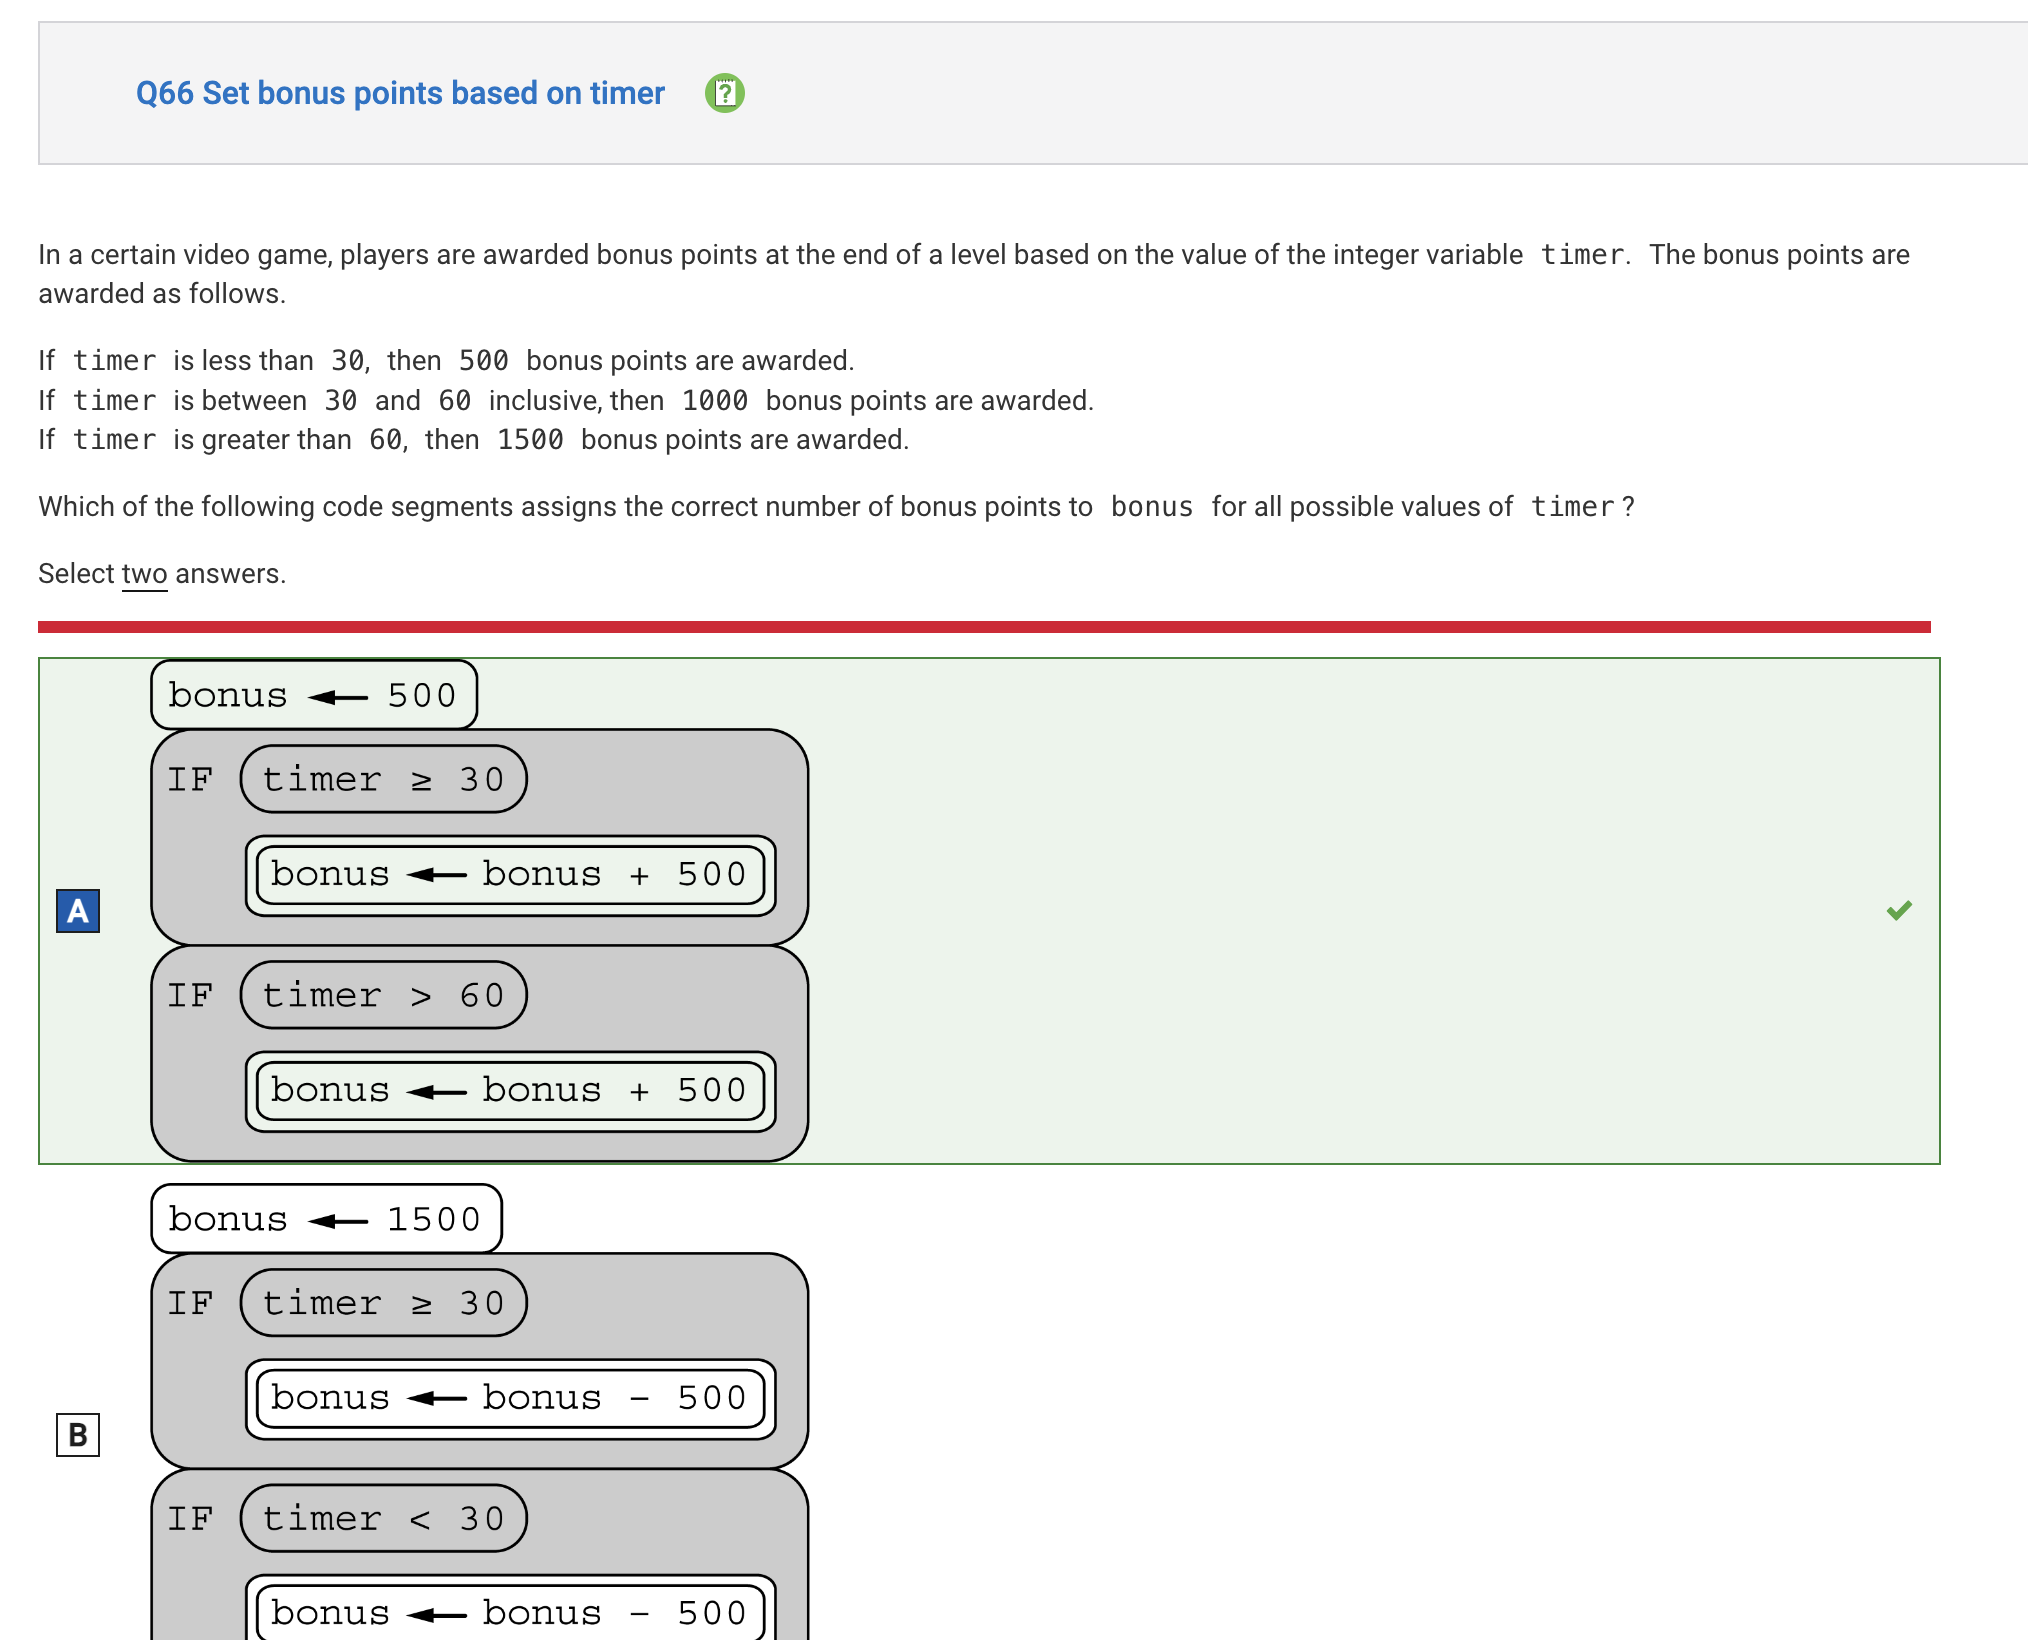 Q66 Set bonus points based on timer
In a certain video game, players are awarded bonus points at the end of a level based on the value of the integer variable timer. The bonus points are
awarded as follows.
If timer is less than 30, then 500 bonus points are awarded.
If timer is between 30 and 60 inclusive, then 1000 bonus points are awarded.
If timer is greater than 60, then 1500 bonus points are awarded.
Which of the following code segments assigns the correct number of bonus points to bonus for all possible values of timer ?
Select two answers.
bonus ← 500
IF timer ≥ 30
bonus ← bonus + 500
A
IF timer > 60
bonus ← bonus + 500
bonus ← 1500
IF timer ≥ 30
bonus ← bonus - 500
B
IF timer < 30
bonus ← bonus - 500